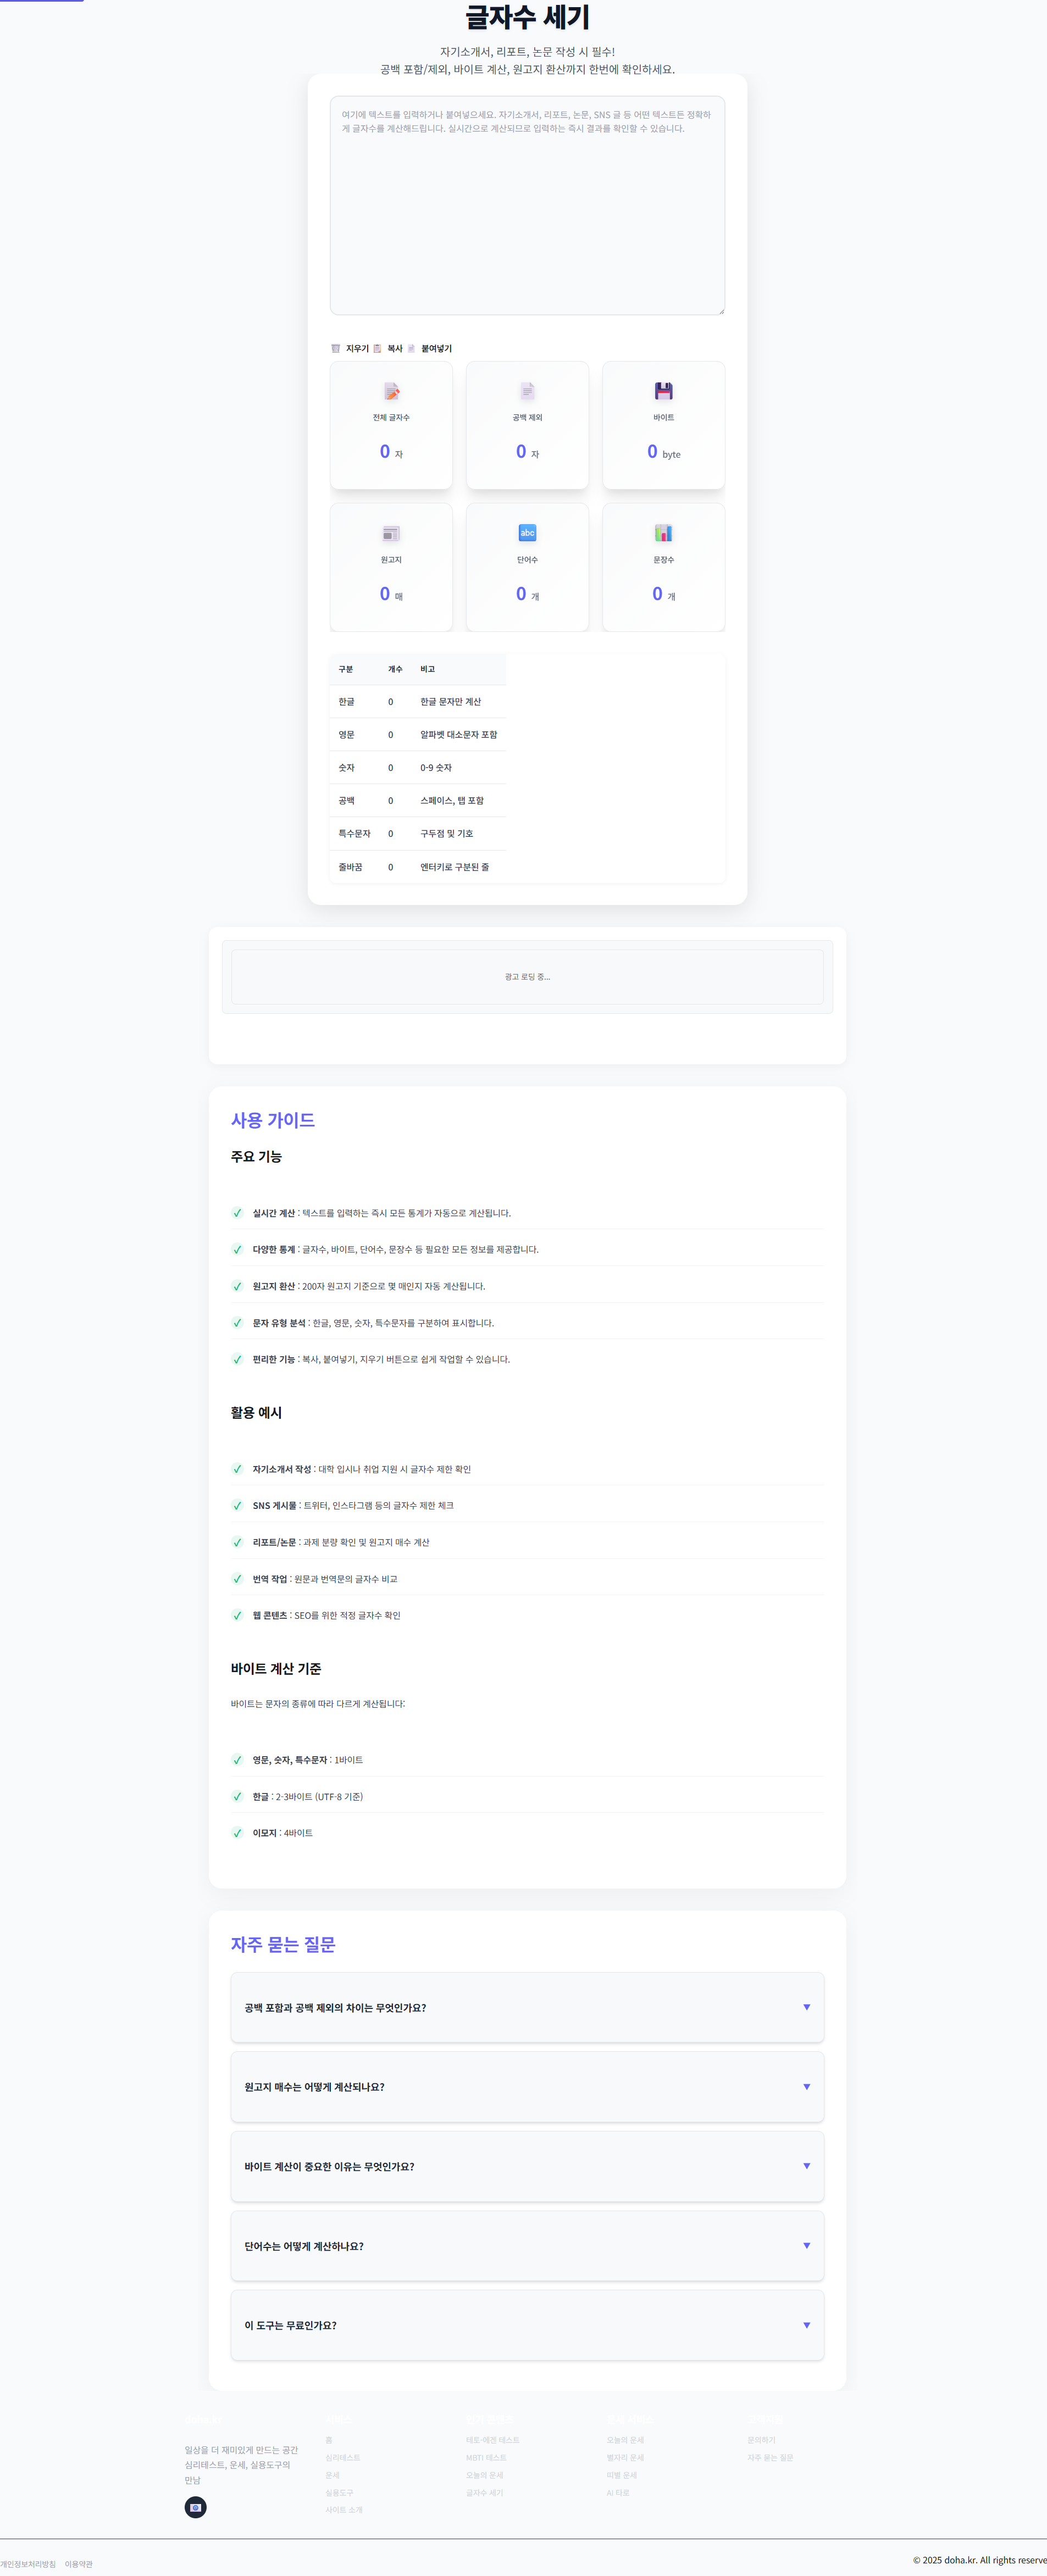 글자수 세기
자기소개서, 리포트, 논문 작성 시 필수!
공백 포함/제외, 바이트 계산, 원고지 환산까지 한번에 확인하세요.
여기에 텍스트를 입력하거나 붙여넣으세요. 자기소개서, 리포트, 논문, SNS 글 등 어떤 텍스트든 정확하
게 글자수를 계산해드립니다. 실시간으로 계산되므로 입력하는 즉시 결과를 확인할 수 있습니다.
지우기 복사 붙여넣기
전체 글자수 공백 제외 바이트
0 자 0 자 0 byte
abc
원고지 단어수 문장수
0 매 0 개 0 개
구분 개수 비고
한글 0 한글 문자만 계산
영문 0 알파벳 대소문자 포함
숫자 0 0-9 숫자
공백 0 스페이스, 탭 포함
특수문자 0 구두점 및 기호
줄바꿈 0 엔터키로 구분된 줄
광고 로딩 중...
사용 가이드
주요 기능
✓ 실시간 계산 : 텍스트를 입력하는 즉시 모든 통계가 자동으로 계산됩니다.
✓ 다양한 통계 : 글자수, 바이트, 단어수, 문장수 등 필요한 모든 정보를 제공합니다.
✓ 원고지 환산 : 200자 원고지 기준으로 몇 매인지 자동 계산됩니다.
✓ 문자 유형 분석 : 한글, 영문, 숫자, 특수문자를 구분하여 표시합니다.
✓ 편리한 기능 : 복사, 붙여넣기, 지우기 버튼으로 쉽게 작업할 수 있습니다.
활용 예시
✓ 자기소개서 작성 : 대학 입시나 취업 지원 시 글자수 제한 확인
✓ SNS 게시물 : 트위터, 인스타그램 등의 글자수 제한 체크
✓ 리포트/논문 : 과제 분량 확인 및 원고지 매수 계산
✓ 번역 작업 : 원문과 번역문의 글자수 비교
✓ 웹 콘텐츠 : SEO를 위한 적정 글자수 확인
바이트 계산 기준
바이트는 문자의 종류에 따라 다르게 계산됩니다:
✓ 영문, 숫자, 특수문자 : 1바이트
✓ 한글 : 2-3바이트 (UTF-8 기준)
✓ 이모지 : 4바이트
자주 묻는 질문
공백 포함과 공백 제외의 차이는 무엇인가요? ▼
원고지 매수는 어떻게 계산되나요? ▼
바이트 계산이 중요한 이유는 무엇인가요? ▼
단어수는 어떻게 계산하나요? ▼
이 도구는 무료인가요? ▼
일상을 더 재미있게 만드는 공간
심리테스트, 운세, 실용도구의
만남
홈
심리테스트
운세
실용도구
사이트 소개
테토-에겐 테스트
MBTI 테스트
오늘의 운세
글자수 세기
오늘의 운세
별자리 운세
띠별 운세
AI 타로
문의하기
자주 묻는 질문
개인정보처리방침 이용약관
© 2025 doha.kr. All rights reserve